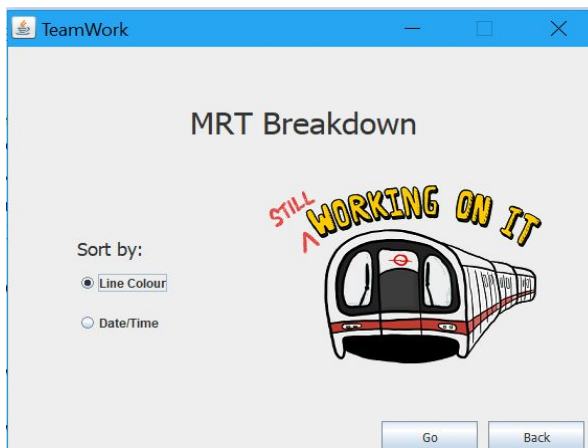 TeamWork
MRT Breakdown
STILL
WORKING ON IT
Sort by:
Line Colour
Date/Time
Go
Back